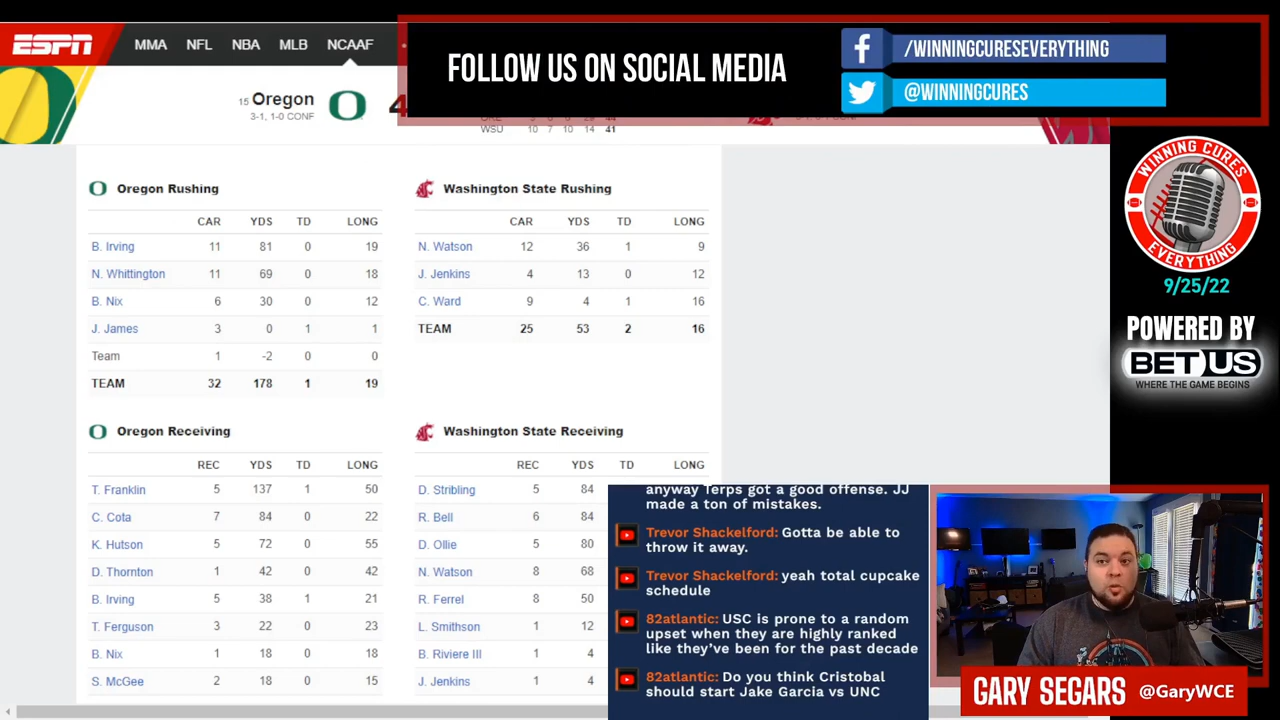 ESPN MMA NFL NBA MLB NCAAF
FOLLOW US ON SOCIAL MEDIA
/WINNINGCURESEVERYTHING
@WINNINGCURES
15 Oregon
3-1, 1-0 CONF
4
WSU 10 7 10 14 41
Oregon Rushing
CAR YDS TD LONG
B. Irving 11 81 0 19
N. Whittington 11 69 0 18
B. Nix 6 30 0 12
J. James 3 0 1 1
Team 1 -2 0 0
TEAM 32 178 1 19
Washington State Rushing
CAR YDS TD LONG
N. Watson 12 36 1 9
J. Jenkins 4 13 0 12
C. Ward 9 4 1 16
TEAM 25 53 2 16
Oregon Receiving
REC YDS TD LONG
T. Franklin 5 137 1 50
C. Cota 7 84 0 22
K. Hutson 5 72 0 55
D. Thornton 1 42 0 42
B. Irving 5 38 1 21
T. Ferguson 3 22 0 23
B. Nix 1 18 0 18
S. McGee 2 18 0 15
Washington State Receiving
REC YDS TD LONG
D. Stribling 5 84
R. Bell 6 84
D. Ollie 5 80
N. Watson 8 68
R. Ferrel 8 50
L. Smithson 1 12
B. Riviere III 1 4
J. Jenkins 1 4
anyway Terps got a good offense. JJ
made a ton of mistakes.
Trevor Shackelford: Gotta be able to
throw it away.
Trevor Shackelford: yeah total cupcake
schedule
82atlantic: USC is prone to a random
upset when they are highly ranked
like they've been for the past decade
82atlantic: Do you think Cristobal
should start Jake Garcia vs UNC
WINNING CURES
EVERYTHING
9/25/22
POWERED BY
BETUS
WHERE THE GAME BEGINS
GARY SEGARS @GaryWCE